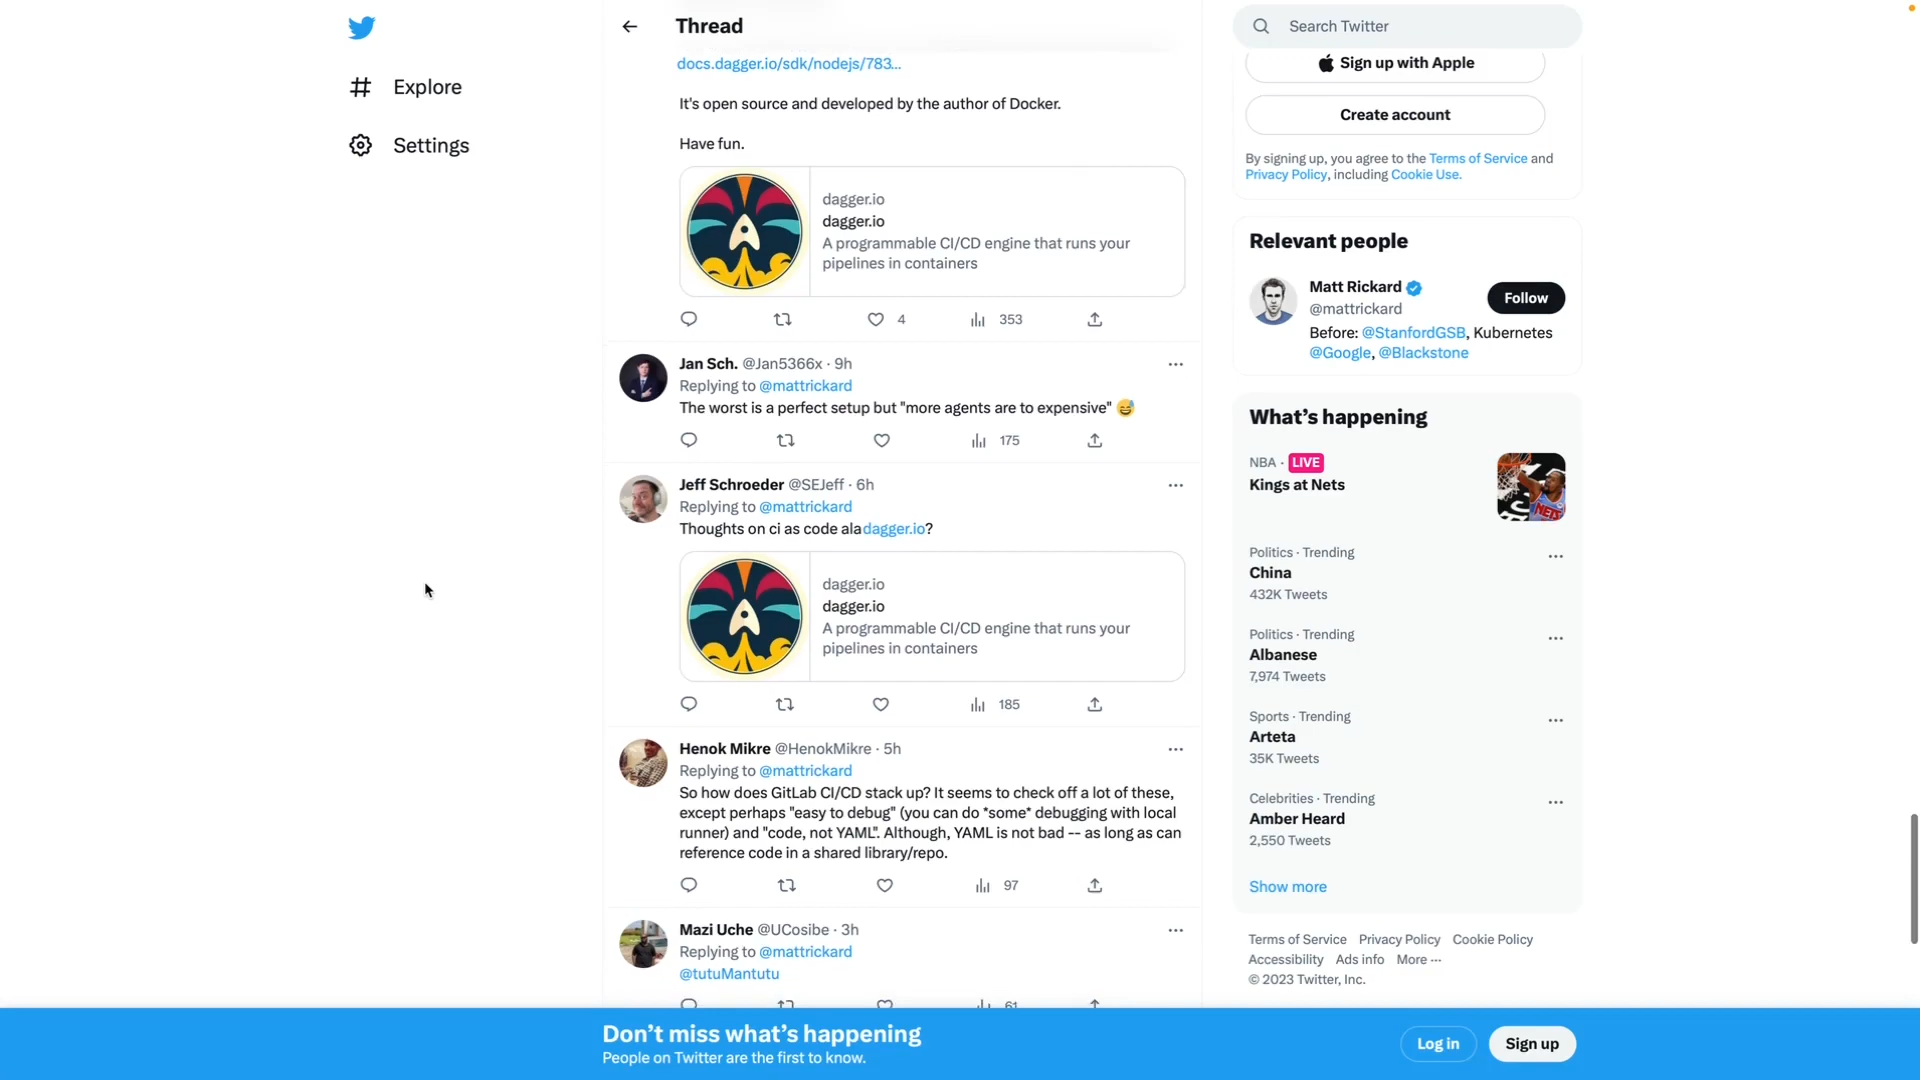 Explore
Settings
Thread
docs.dagger.io/sdk/nodejs/783...
It's open source and developed by the author of Docker.
Have fun.
dagger.io
dagger.io
A programmable CI/CD engine that runs your
pipelines in containers
4
353
Jan Sch. @Jan5366x · 9h
Replying to @mattrickard
The worst is a perfect setup but "more agents are to expensive" 😅
175
Jeff Schroeder @SEJeff · 6h
Replying to @mattrickard
Thoughts on ci as code ala dagger.io?
dagger.io
dagger.io
A programmable CI/CD engine that runs your
pipelines in containers
185
Henok Mikre @HenokMikre · 5h
Replying to @mattrickard
So how does GitLab CI/CD stack up? It seems to check off a lot of these,
except perhaps "easy to debug" (you can do *some* debugging with local
runner) and "code, not YAML". Although, YAML is not bad -- as long as can
reference code in a shared library/repo.
97
Mazi Uche @UCosibe · 3h
Replying to @mattrickard
@tutuMantutu
61
Search Twitter
Sign up with Apple
Create account
By signing up, you agree to the Terms of Service and
Privacy Policy, including Cookie Use.
Relevant people
Matt Rickard
@mattrickard
Follow
Before: @StanfordGSB, Kubernetes
@Google, @Blackstone
What's happening
NBA · LIVE
Kings at Nets
NETS
Politics · Trending
China
432K Tweets
Politics · Trending
Albanese
7,974 Tweets
Sports · Trending
Arteta
35K Tweets
Celebrities · Trending
Amber Heard
2,550 Tweets
Show more
Terms of Service Privacy Policy Cookie Policy
Accessibility Ads info More ···
© 2023 Twitter, Inc.
Don't miss what's happening
People on Twitter are the first to know.
Log in
Sign up